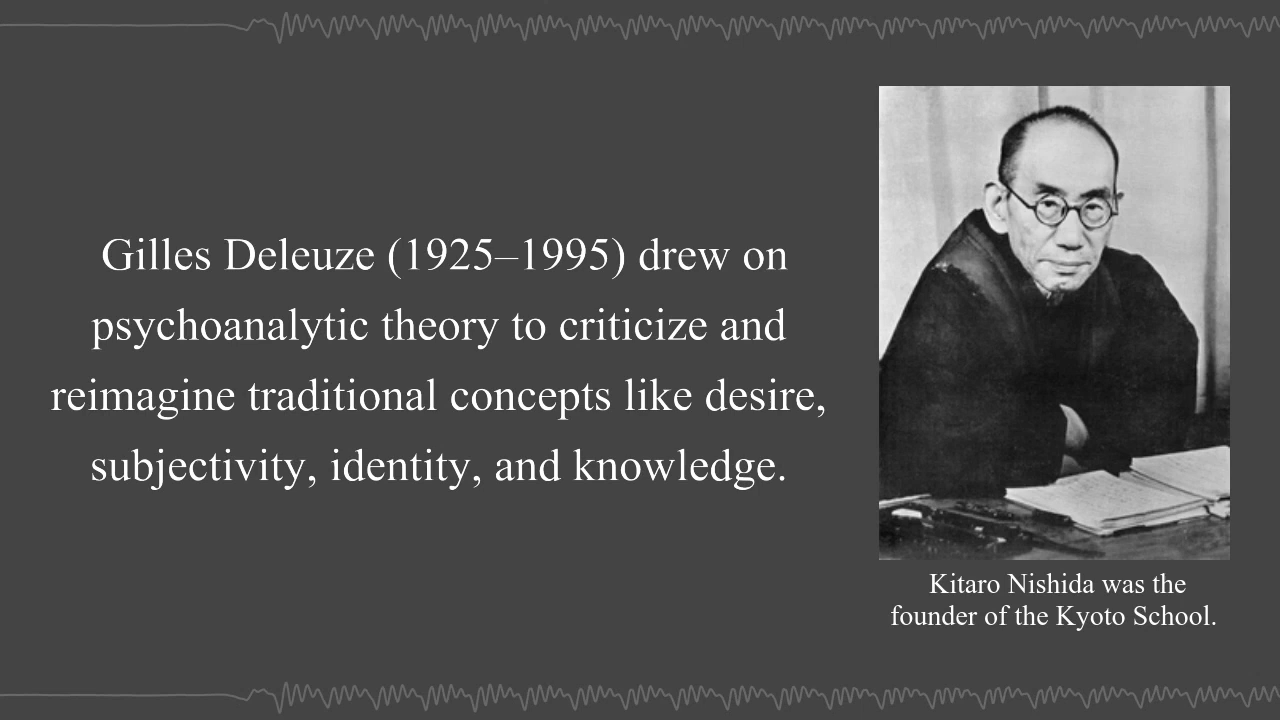 Gilles Deleuze (1925–1995) drew on
psychoanalytic theory to criticize and
reimagine traditional concepts like desire,
subjectivity, identity, and knowledge.
Kitaro Nishida was the
founder of the Kyoto School.